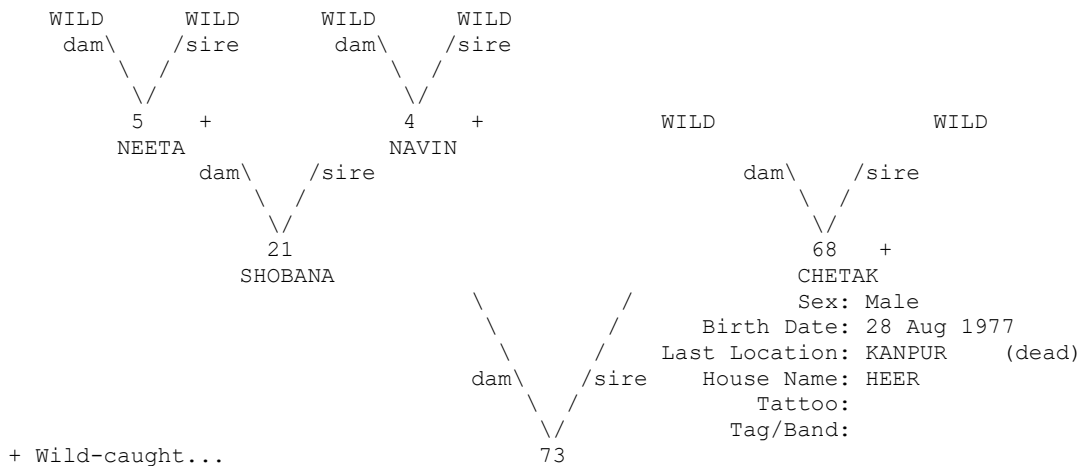 WILD WILD WILD WILD
dam\ /sire dam\ /sire
\ / \ /
\/ \/
5 + 4 + WILD WILD
NEETA NAVIN
dam\ /sire dam\ /sire
\ / \ /
\/ \/
21 68 +
SHOBANA CHETAK
\ / Sex: Male
\ / Birth Date: 28 Aug 1977
\ / Last Location: KANPUR (dead)
dam\ /sire House Name: HEER
\ / Tattoo:
\/ Tag/Band:
+ Wild-caught... 73